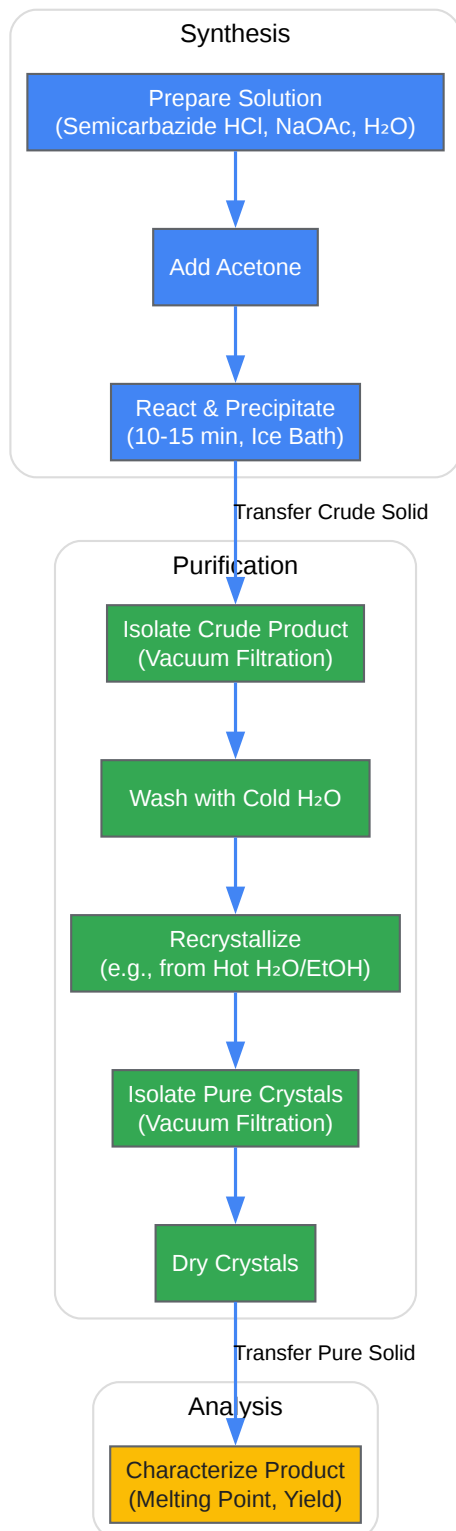 Synthesis
Prepare Solution
(Semicarbazide HCl, NaOAc, H₂O)
Add Acetone
React & Precipitate
(10-15 min, Ice Bath)
Transfer Crude Solid
Purification
Isolate Crude Product
(Vacuum Filtration)
Wash with Cold H₂O
Recrystallize
(e.g., from Hot H₂O/EtOH)
Isolate Pure Crystals
(Vacuum Filtration)
Dry Crystals
Transfer Pure Solid
Analysis
Characterize Product
(Melting Point, Yield)